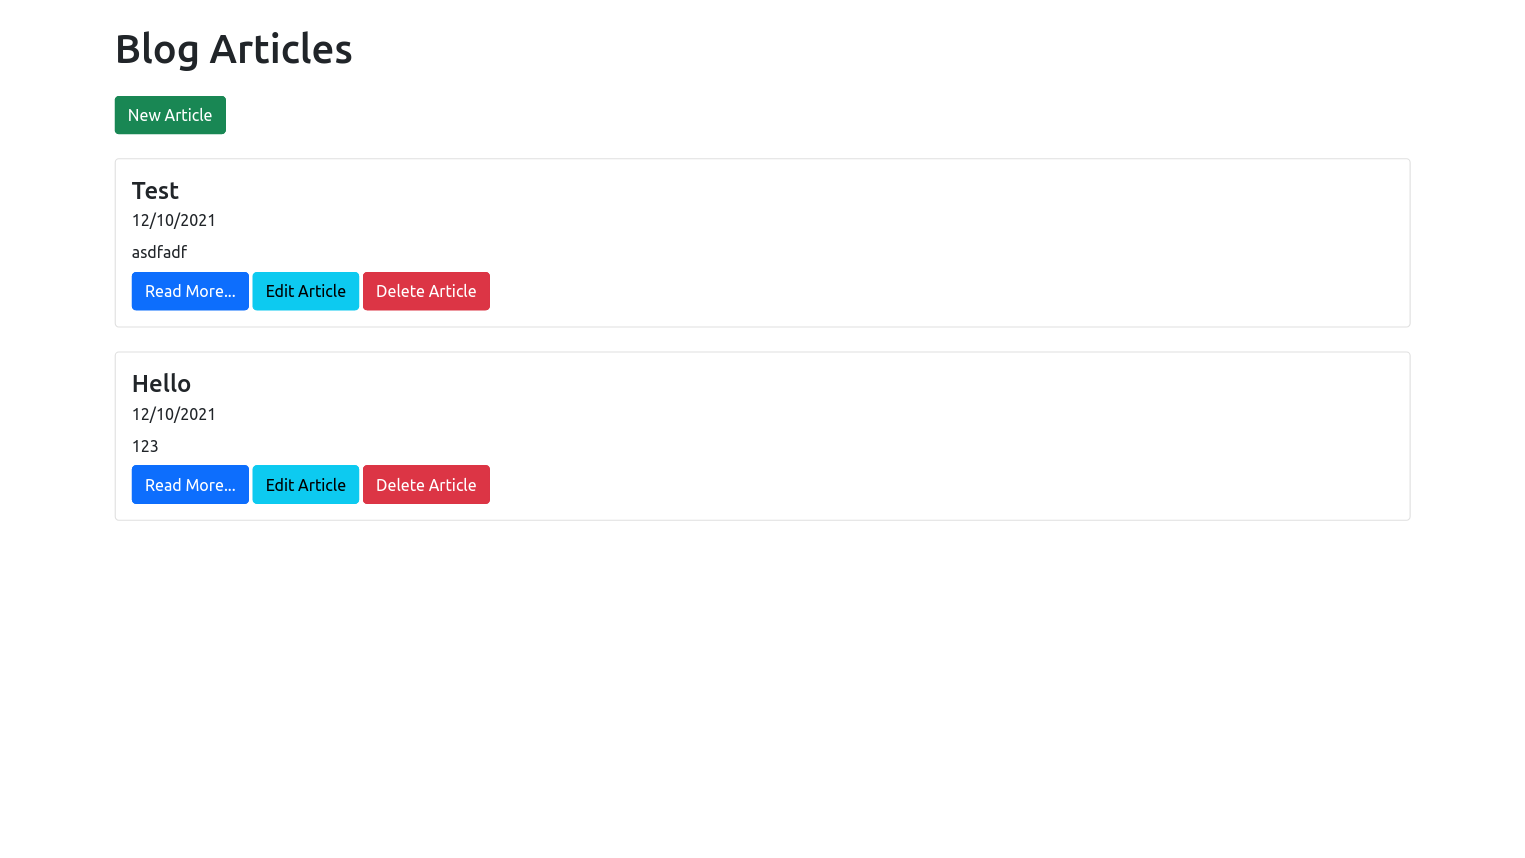 Blog Articles
New Article
Test
12/10/2021
asdfadf
Read More... Edit Article Delete Article
Hello
12/10/2021
123
Read More... Edit Article Delete Article